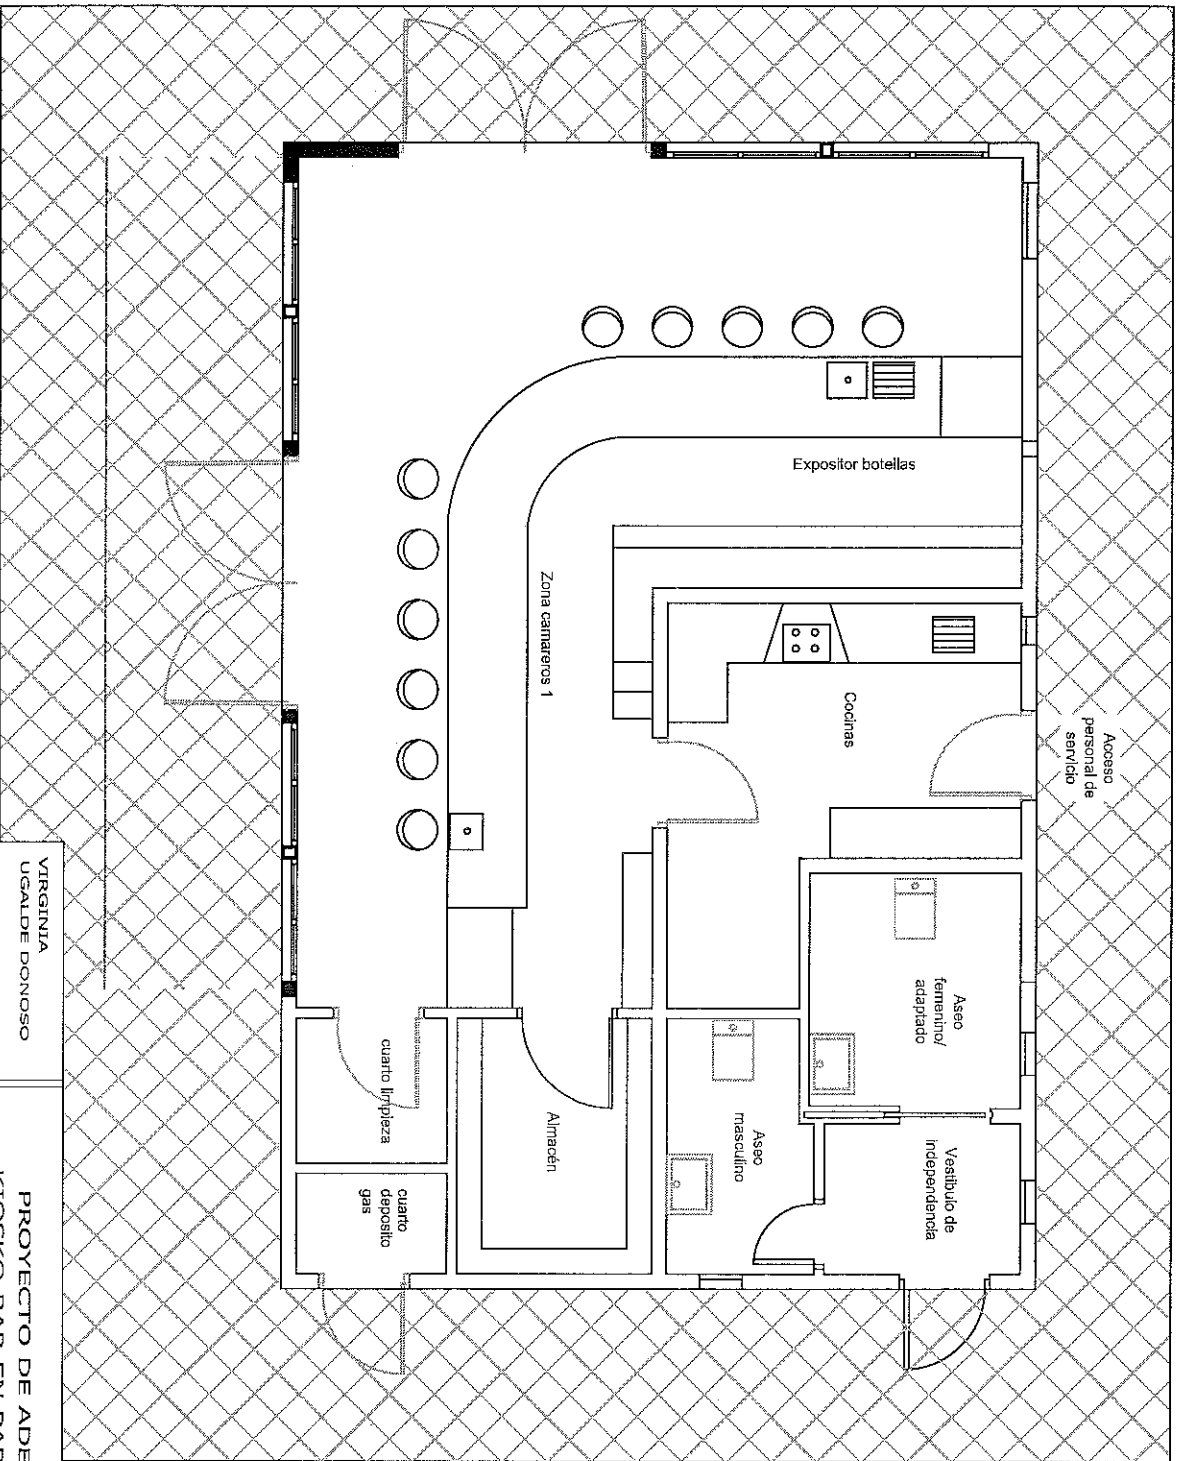 Acceso
personal de
servicio
Expositor botellas
Cocinas
Zona camareros 1
Aseo
femenino/
adaptado
Vestibulo de
independencia
Aseo
masculino
Almacén
cuarto limpieza
cuarto
deposito
gas
VIRGINIA
UGALDE DONOSO
PROYECTO DE ADE